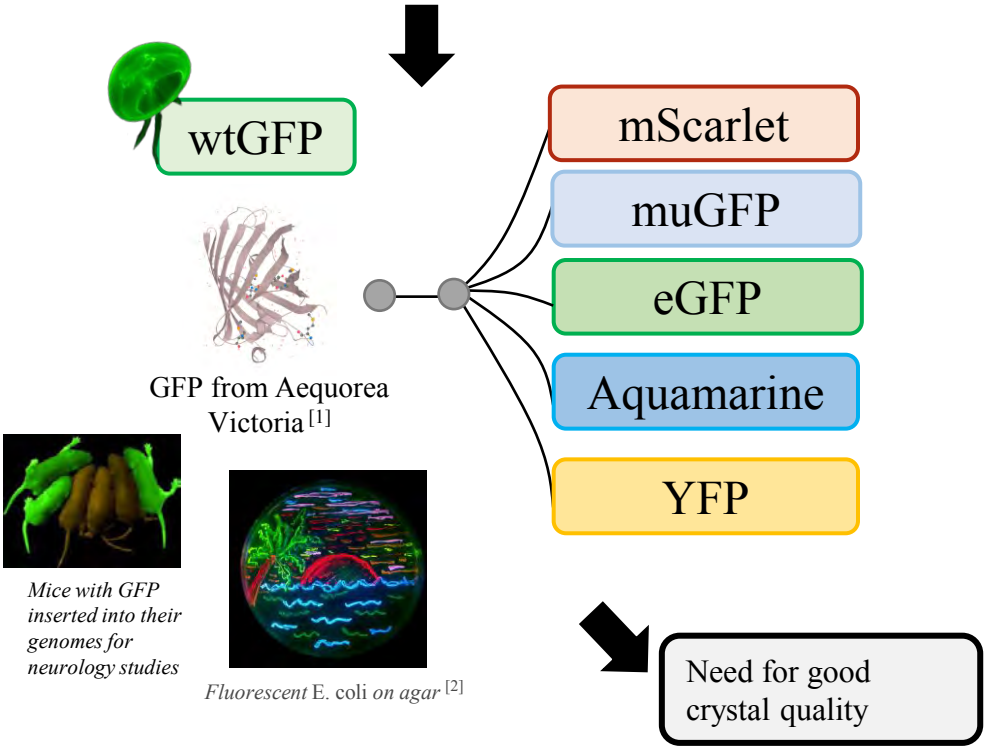 wtGFP
GFP from Aequorea
Victoria [1]
mScarlet
muGFP
eGFP
Aquamarine
YFP
Mice with GFP
inserted into their
genomes for
neurology studies
Fluorescent E. coli on agar [2]
Need for good
crystal quality